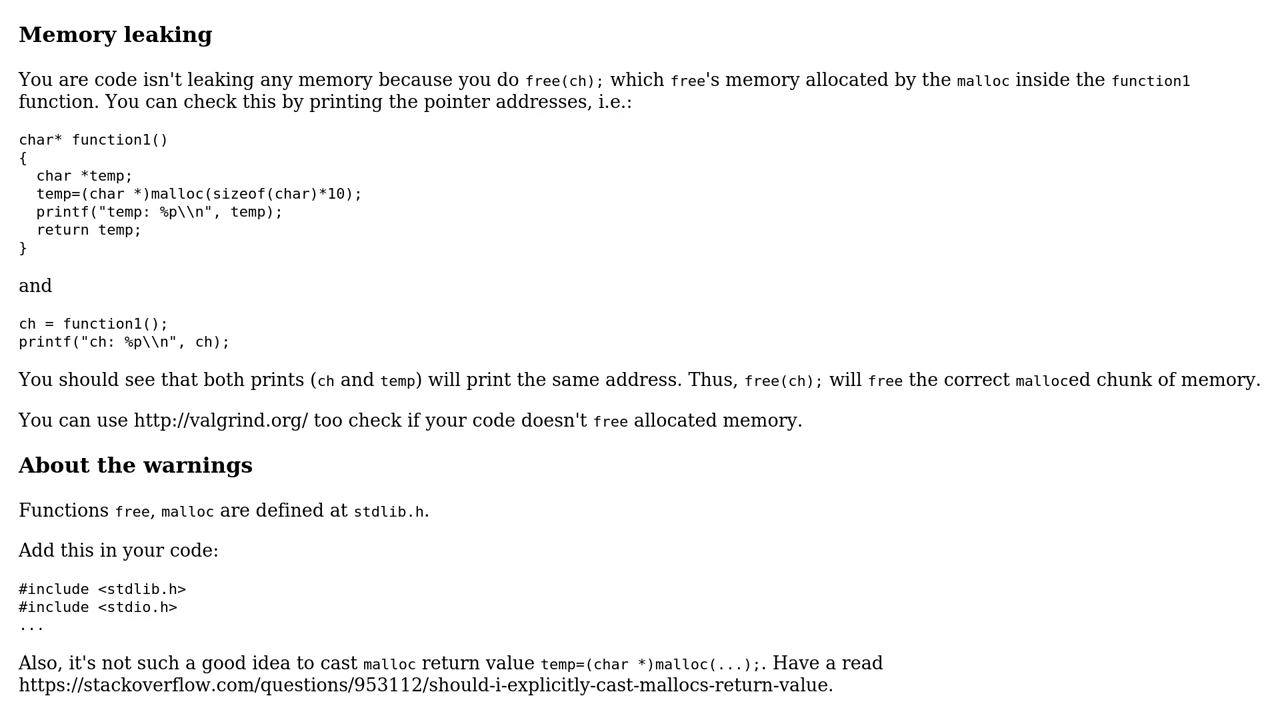 Memory leaking
You are code isn't leaking any memory because you do free(ch); which free's memory allocated by the malloc inside the function1
function. You can check this by printing the pointer addresses, i.e.:
char* function1()
{
  char *temp;
  temp=(char *)malloc(sizeof(char)*10);
  printf("temp: %p\\n", temp);
  return temp;
}
and
ch = function1();
printf("ch: %p\\n", ch);
You should see that both prints (ch and temp) will print the same address. Thus, free(ch); will free the correct malloced chunk of memory.
You can use http://valgrind.org/ too check if your code doesn't free allocated memory.
About the warnings
Functions free, malloc are defined at stdlib.h.
Add this in your code:
#include <stdlib.h>
#include <stdio.h>
...
Also, it's not such a good idea to cast malloc return value temp=(char *)malloc(...);. Have a read
https://stackoverflow.com/questions/953112/should-i-explicitly-cast-mallocs-return-value.